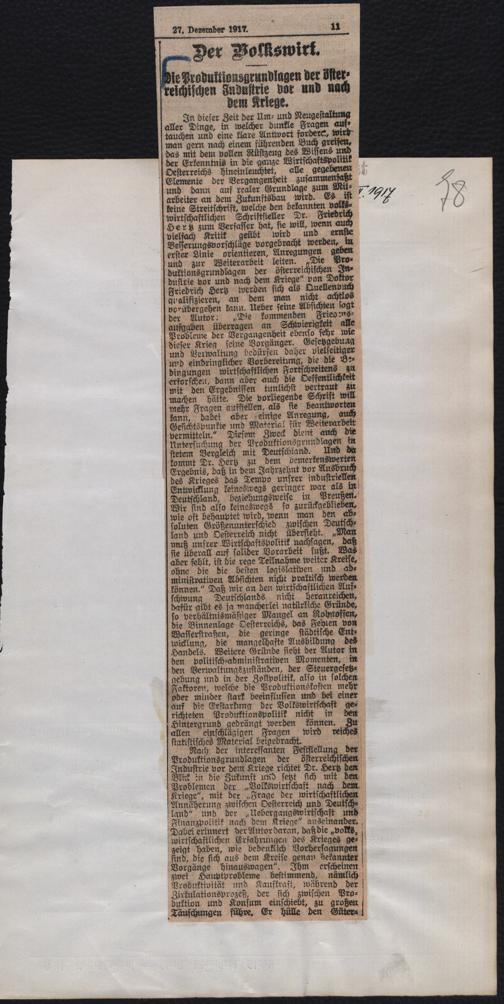 27. Dezember 1917.
11
Der Volkswirt.
Die Produktionsgrundlagen der öster-
reichischen Industrie vor und nach
dem Kriege.
In dieser Zeit der Um- und Neugestaltung
aller Dinge, in welcher dunkle Fragen auf-
tauchen und eine klare Antwort fordern, wird
man gern nach einem führenden Buch greifen,
das mit dem vollen Rüstzeug des Wissens und
der Erkenntnis in die ganze Wirtschaftspolitik
Oesterreichs hineinleuchtet, alle gegebenen
Elemente der Vergangenheit zusammenfaßt
und dann auf realer Grundlage zum Mit-
arbeiter an dem Zukunftsbau wird. Es ist
keine Streitschrift, welche den bekannten volks-
wirtschaftlichen Schriftsteller Dr. Friedrich
Hertz zum Verfasser hat, sie will, wenn auch
vielfach Kritik geübt wird und ernste
Besserungsvorschläge vorgebracht werden, in
erster Linie orientieren, Anregungen geben
und zur Weiterarbeit leiten. „Die Pro-
duktionsgrundlagen der österreichischen In-
dustrie vor und nach dem Kriege" von Doktor
Friedrich Hertz werden sich als Quellenbuch
qualifizieren, an dem man nicht achtlos
vorübergehen kann. Ueber seine Absichten sagt
der Autor: „Die kommenden Friedens-
aufgaben überragen an Schwierigkeit alle
Probleme der Vergangenheit ebenso sehr wie
dieser Krieg seine Vorgänger. Gesetzgebung
und Verwaltung bedürfen daher vielseitiger
und eindringlicher Vorbereitung, die die Be-
dingungen wirtschaftlichen Fortschreitens zu
erforschen, dann aber auch die Oeffentlichkeit
mit den Ergebnissen tunlichst vertraut zu
machen hätte. Die vorliegende Schrift will
mehr Fragen aufstellen, als sie beantworten
kann, dabei aber einige Anregung, auch
Gesichtspunkte und Material für Weiterarbeit
vermitteln." Diesem Zweck dient auch die
Untersuchung der Produktionsgrundlagen in
stetem Vergleich mit Deutschland. Und da
kommt Dr. Hertz zu dem bemerkenswerten
Ergebnis, daß in dem Jahrzehnt vor Ausbruch
des Krieges das Tempo unsrer industriellen
Entwicklung keineswegs geringer war als in
Deutschland, beziehungsweise in Preußen.
Wir sind also keineswegs so zurückgeblieben,
wie oft behauptet wird, wenn man den ab-
soluten Größenunterschied zwischen Deutsch-
land und Oesterreich nicht übersieht. „Man
muß unsrer Wirtschaftspolitik nachsagen, daß
sie überall auf solider Vorarbeit fußt. Was
aber fehlt, ist die rege Teilnahme weiter Kreise,
ohne die die besten legislativen und ad-
ministrativen Absichten nicht praktisch werden
können." Daß wir an den wirtschaftlichen Auf-
schwung Deutschlands nicht heranreichen,
dafür gibt es ja mancherlei natürliche Gründe,
so verhältnismäßiger Mangel an Rohstoffen,
die Binnenlage Oesterreichs, das Fehlen von
Wasserstraßen, die geringe städtische Ent-
wicklung, die mangelhafte Ausbildung des
Handels. Weitere Gründe sieht der Autor in
den politisch-administrativen Momenten, in
den Verwaltungszuständen, der Steuergesetz-
gebung und in der Zollpolitik, also in solchen
Faktoren, welche die Produktionskosten mehr
oder minder stark beeinflussen und bei einer
auf die Erstarkung der Volkswirtschaft ge-
richteten Produktionspolitik nicht in den
Hintergrund gedrängt werden können. Zu
allen einschlägigen Fragen wird reiches
statistisches Material beigebracht.
Nach der interessanten Feststellung der
Produktionsgrundlagen der österreichischen
Industrie vor dem Kriege richtet Dr. Hertz den
Blick in die Zukunft und setzt sich mit den
Problemen der „Volkswirtschaft nach dem
Kriege", mit der „Frage der wirtschaftlichen
Annäherung zwischen Oesterreich und Deutsch-
land" und der „Uebergangswirtschaft und
Finanzpolitik nach dem Kriege" auseinander.
Dabei erinnert der Autor daran, daß die „volks-
wirtschaftlichen Erfahrungen des Krieges ge-
zeigt haben, wie bedenklich Vorhersagungen
sind, die sich aus dem Kreise genau bekannter
Vorgänge hinauswagen". Ihm erscheinen
zwei Hauptprobleme bestimmend, nämlich
Produktivität und Kaufkraft, während der
Zirkulationsprozeß, der sich zwischen Pro-
duktion und Konsum einschiebt, zu großen
Täuschungen führe. Er hülle den Güter-
1917
78